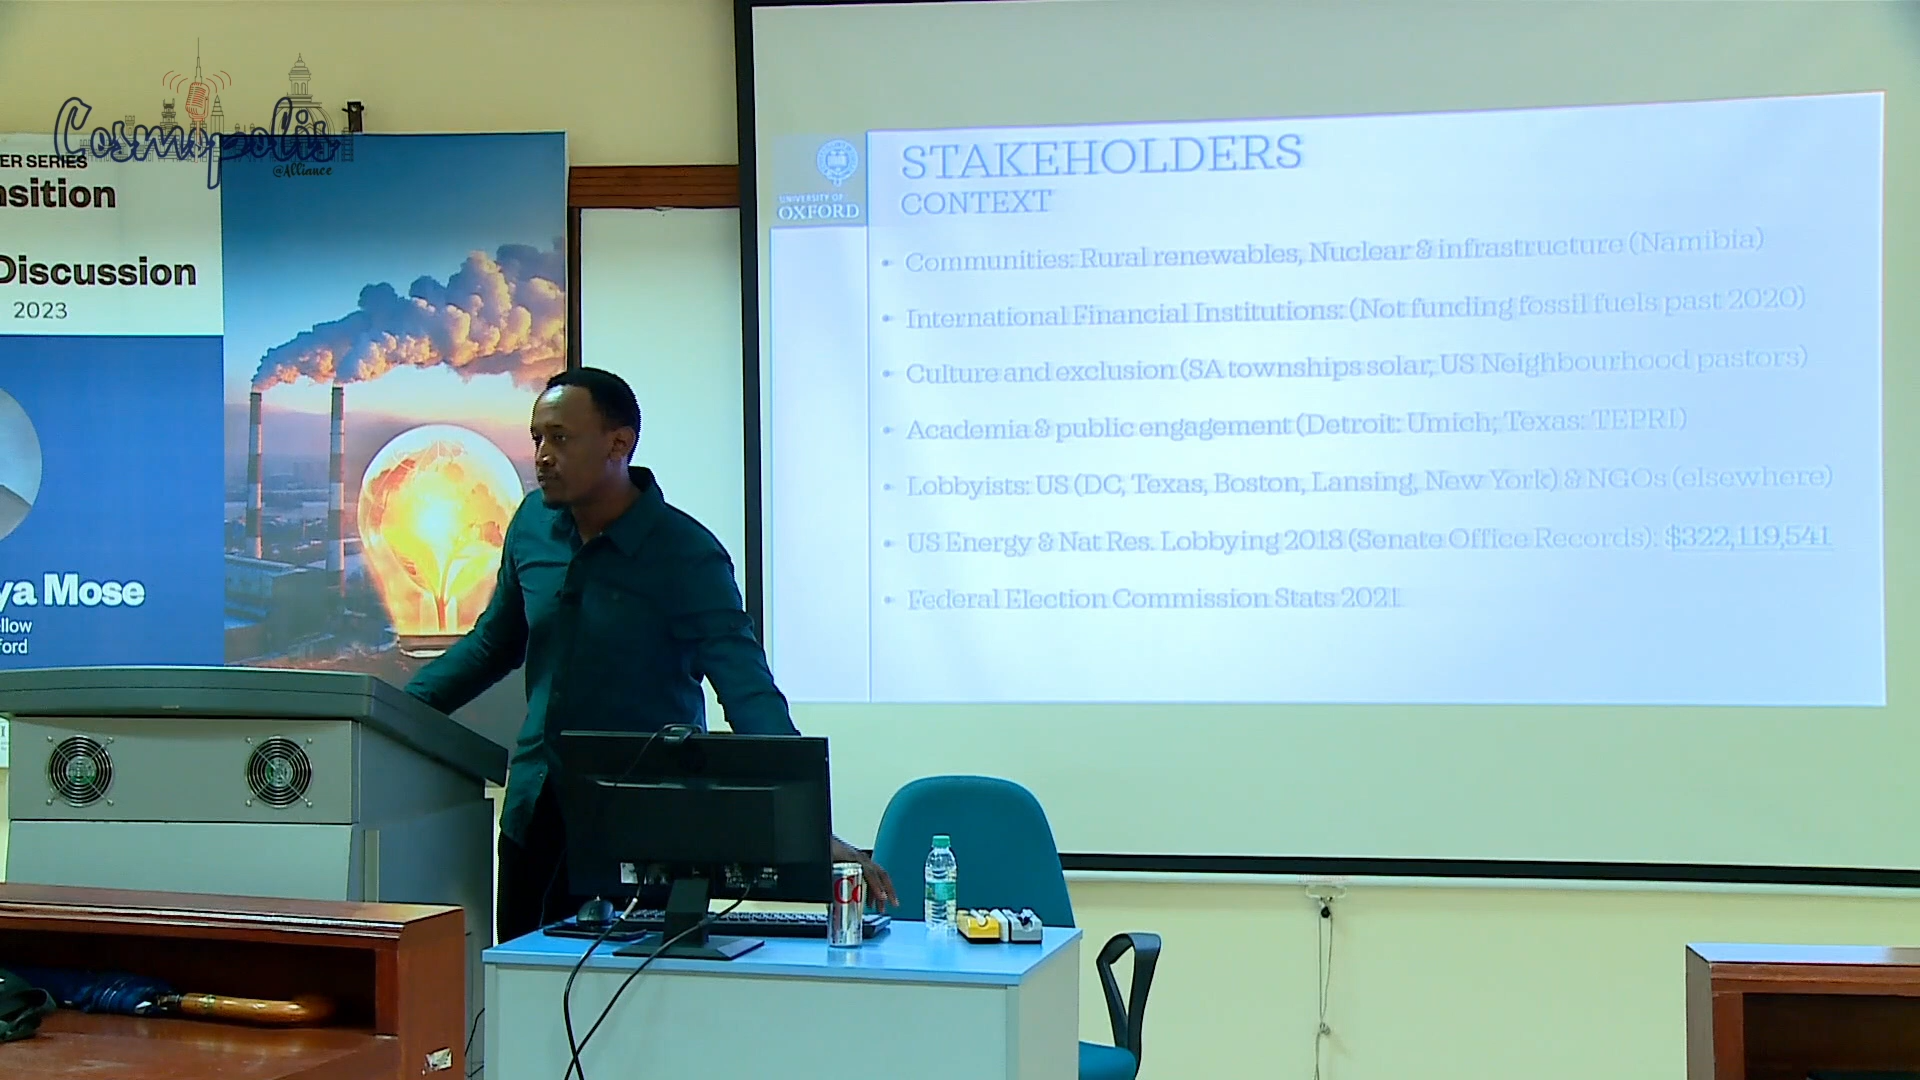 Cosmopolis
@Alliance
ER SERIES
nsition
Discussion
2023
ya Mose
llow
ford
UNIVERSITY OF
OXFORD
STAKEHOLDERS
CONTEXT
• Communities: Rural renewables, Nuclear & infrastructure (Namibia)
• International Financial Institutions: (Not funding fossil fuels past 2020)
• Culture and exclusion (SA townships solar; US Neighbourhood pastors)
• Academia & public engagement (Detroit: Umich; Texas: TEPRI)
• Lobbyists: US (DC, Texas, Boston, Lansing, New York) & NGOs (elsewhere)
• US Energy & Nat Res. Lobbying 2018 (Senate Office Records): $322,119,541
• Federal Election Commission Stats 2021